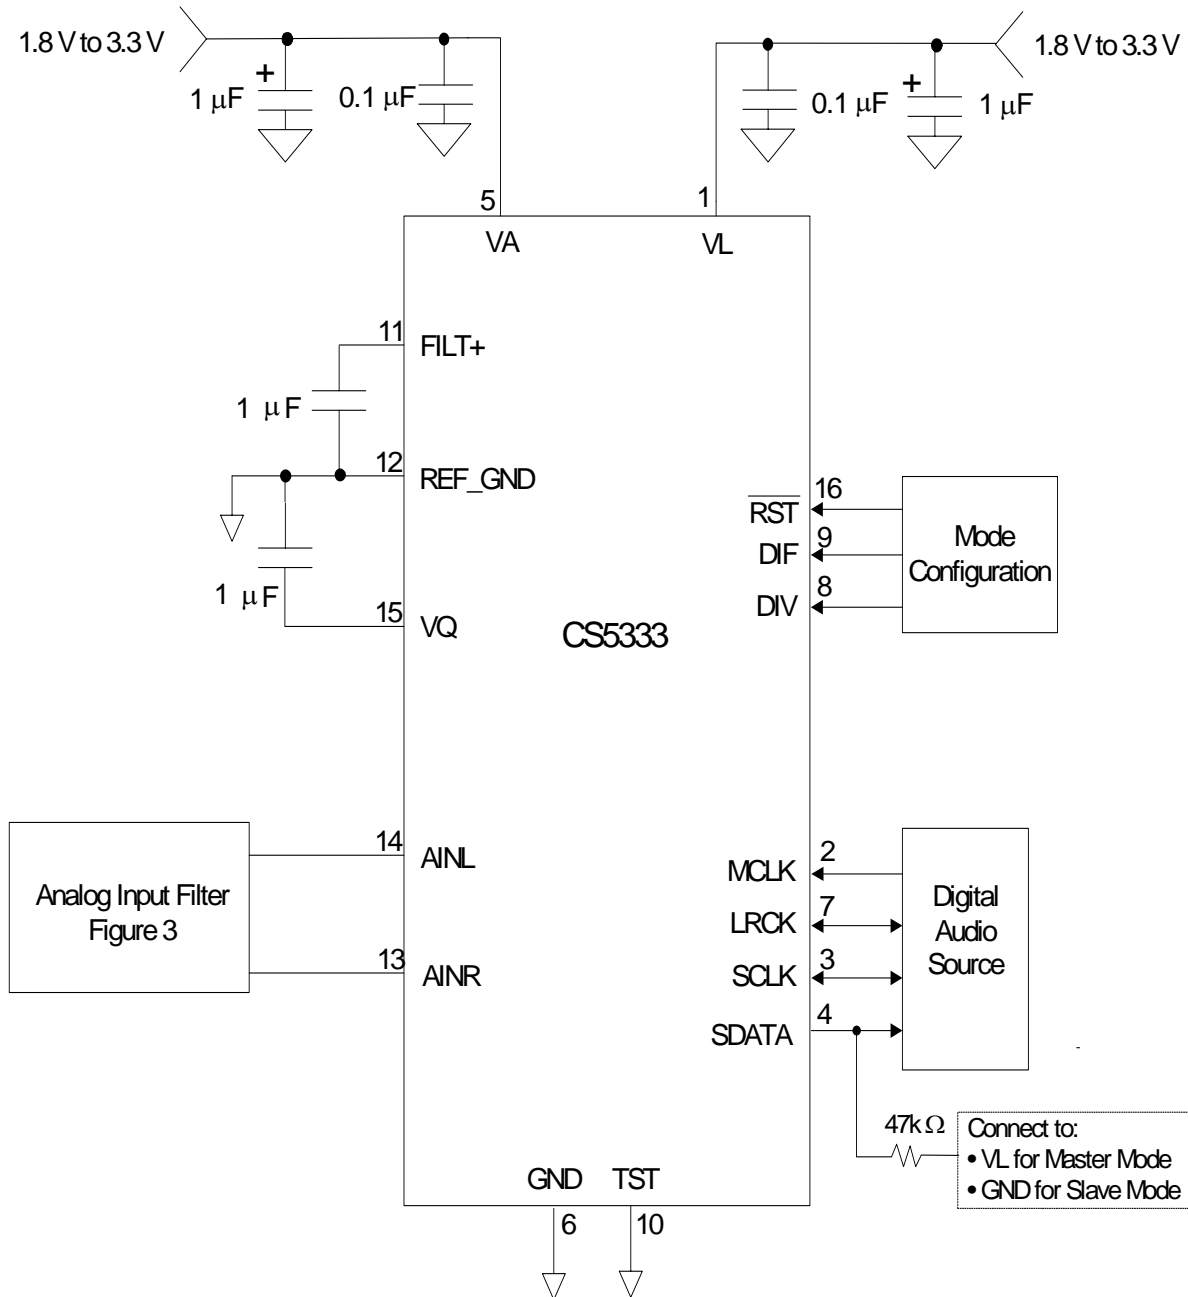 1.8 V to 3.3 V
1.8 V to 3.3 V
+
1 μF
0.1 μF
0.1 μF
+
1 μF
5
1
VA
VL
11
FILT+
1 μF
12
REF_GND
16
RST
Mode
Configuration
9
DIF
8
DIV
1 μF
15
VQ
CS5333
Analog Input Filter
Figure 3
14
AINL
13
AINR
2
MCLK
Digital
Audio
Source
7
LRCK
3
SCLK
4
SDATA
47k Ω
Connect to:
• VL for Master Mode
• GND for Slave Mode
GND
TST
6
10